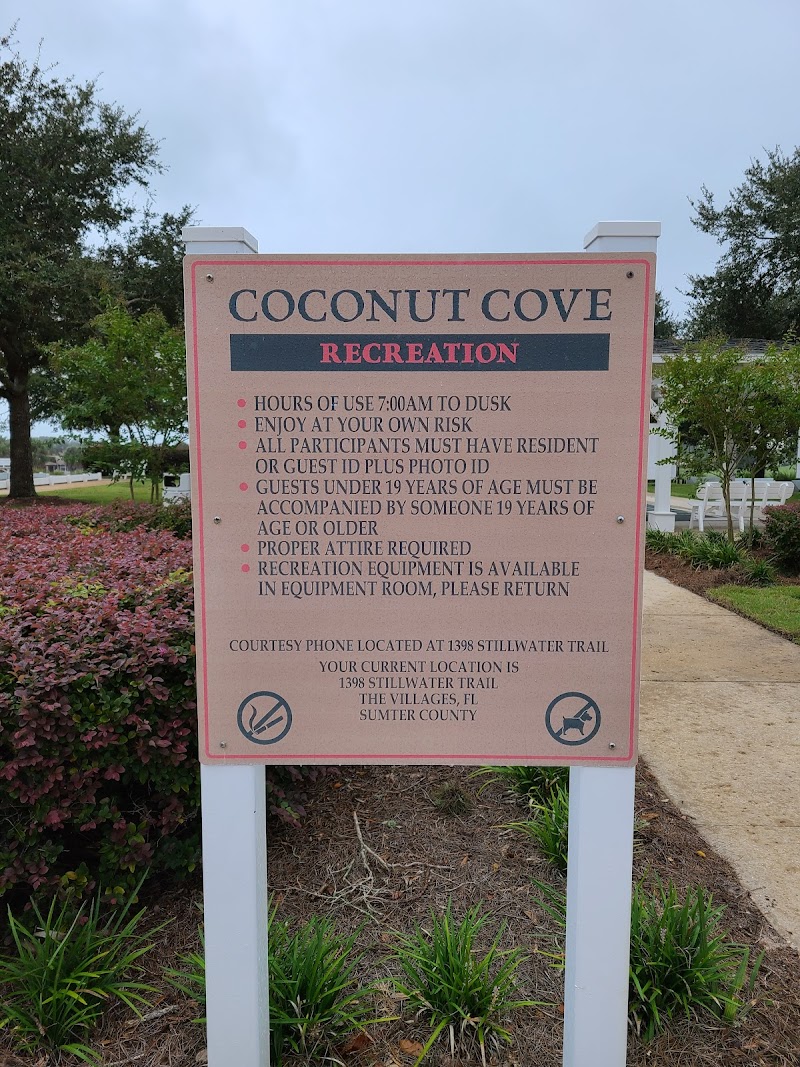 COCONUT COVE
RECREATION
• HOURS OF USE 7:00AM TO DUSK
• ENJOY AT YOUR OWN RISK
• ALL PARTICIPANTS MUST HAVE RESIDENT
OR GUEST ID PLUS PHOTO ID
• GUESTS UNDER 19 YEARS OF AGE MUST BE
ACCOMPANIED BY SOMEONE 19 YEARS OF
AGE OR OLDER
• PROPER ATTIRE REQUIRED
• RECREATION EQUIPMENT IS AVAILABLE
IN EQUIPMENT ROOM, PLEASE RETURN
COURTESY PHONE LOCATED AT 1398 STILLWATER TRAIL
YOUR CURRENT LOCATION IS
1398 STILLWATER TRAIL
THE VILLAGES, FL
SUMTER COUNTY